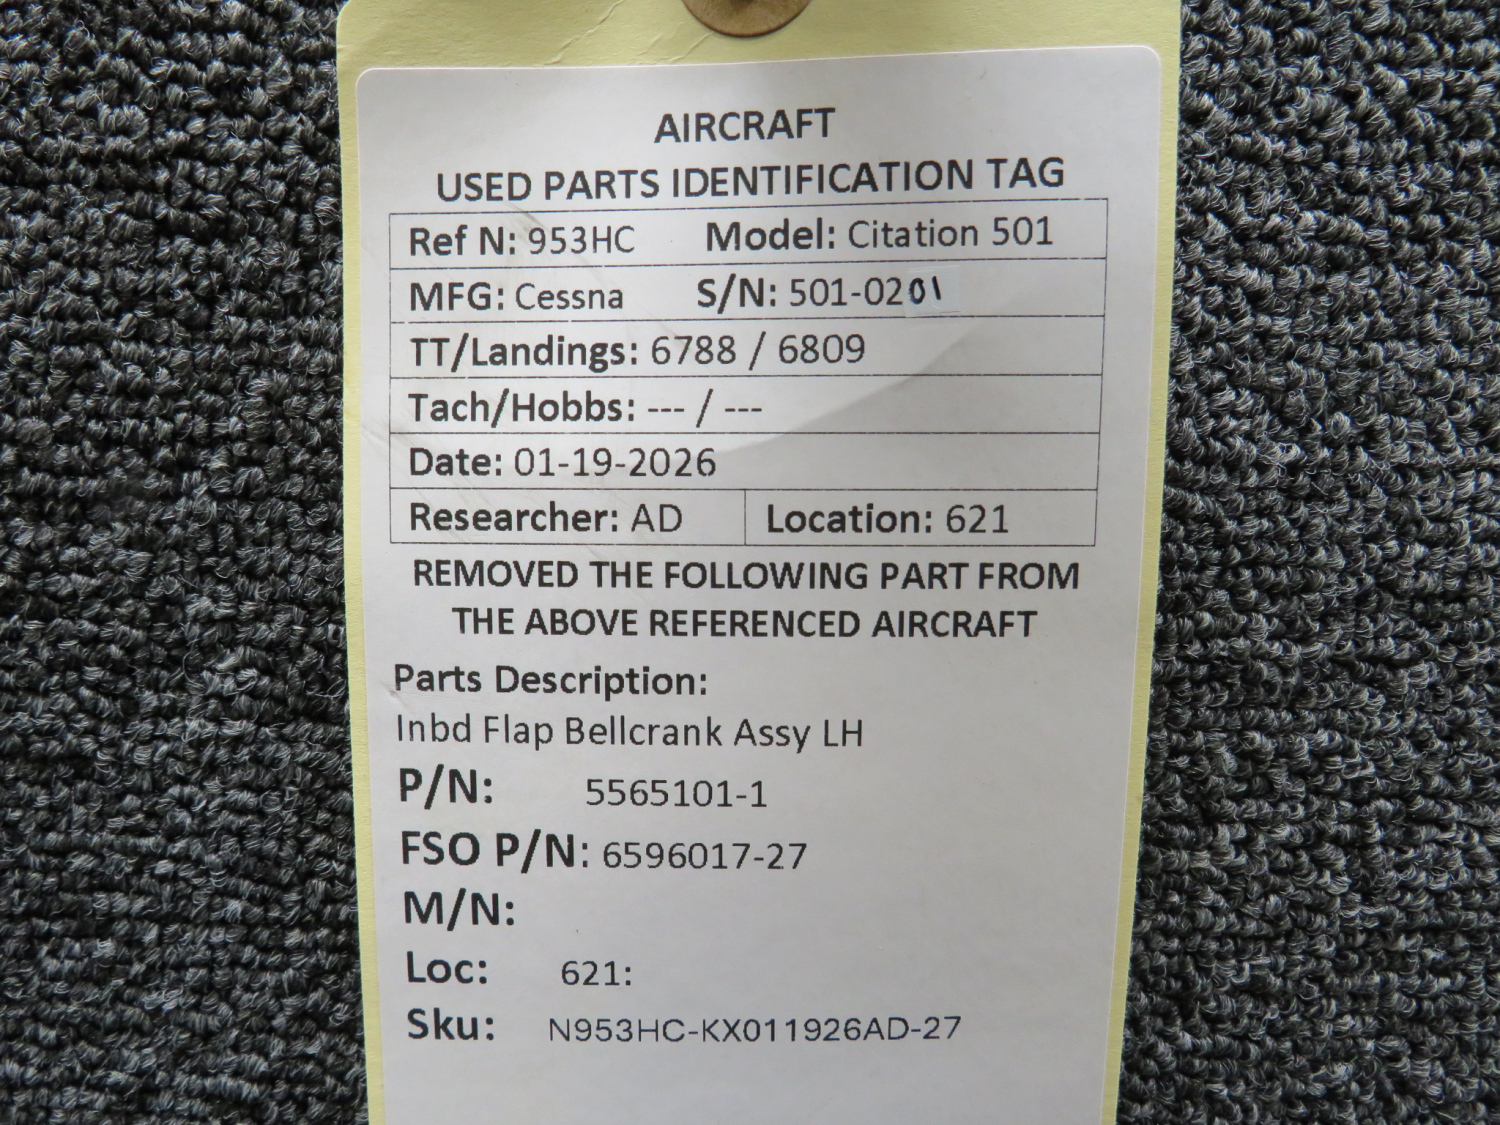 AIRCRAFT
USED PARTS IDENTIFICATION TAG
Ref N: 953HC Model: Citation 501
MFG: Cessna S/N: 501-0201
TT/Landings: 6788 / 6809
Tach/Hobbs: --- / ---
Date: 01-19-2026
Researcher: AD Location: 621
REMOVED THE FOLLOWING PART FROM
THE ABOVE REFERENCED AIRCRAFT
Parts Description:
Inbd Flap Bellcrank Assy LH
P/N: 5565101-1
FSO P/N: 6596017-27
M/N:
Loc: 621:
Sku: N953HC-KX011926AD-27